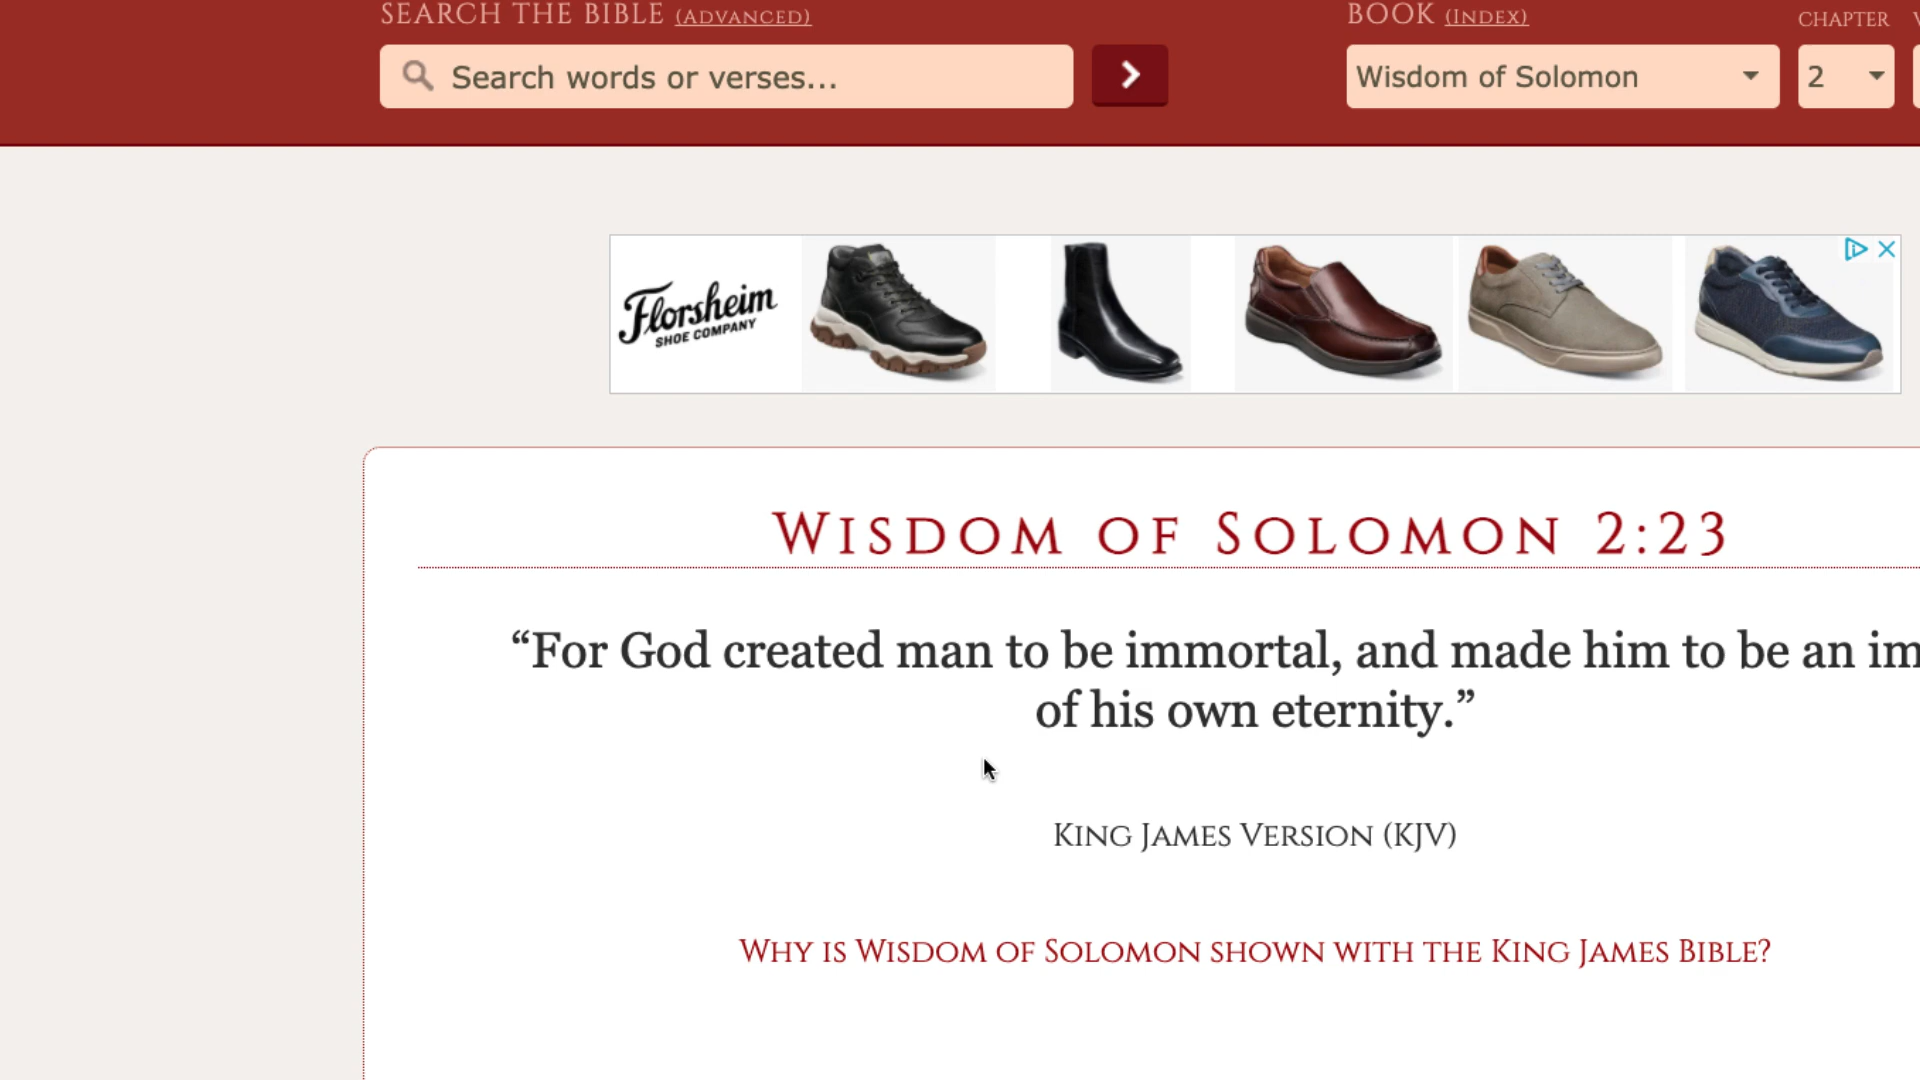 SEARCH THE BIBLE (ADVANCED)
BOOK (INDEX)
CHAPTER
Search words or verses...
Wisdom of Solomon
2
Florsheim
SHOE COMPANY
WISDOM OF SOLOMON 2:23
“For God created man to be immortal, and made him to be an im
of his own eternity.”
KING JAMES VERSION (KJV)
WHY IS WISDOM OF SOLOMON SHOWN WITH THE KING JAMES BIBLE?